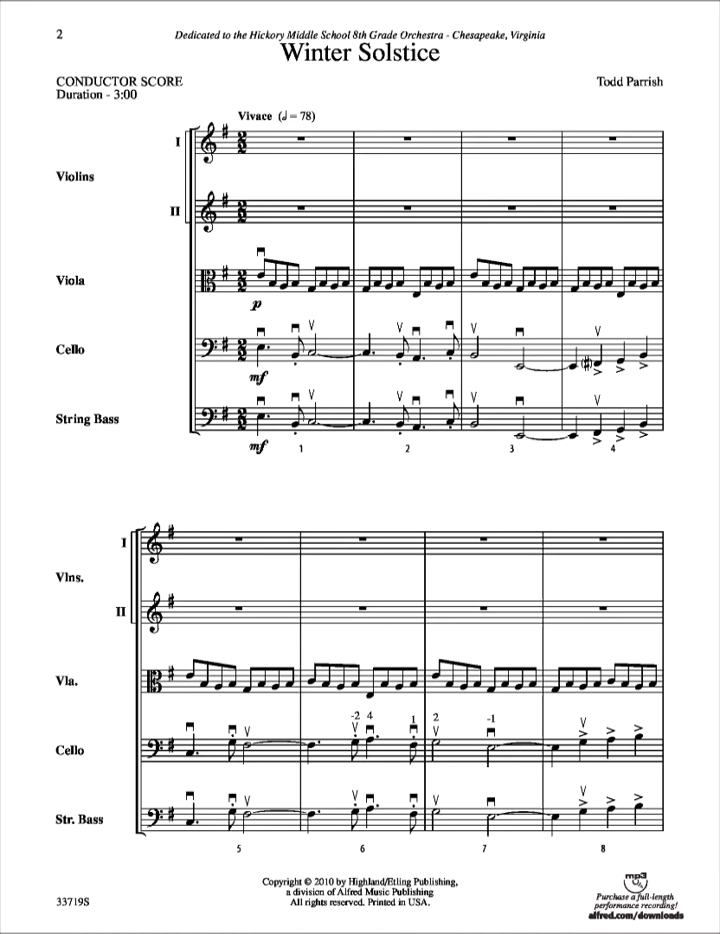 2
Dedicated to the Hickory Middle School 8th Grade Orchestra - Chesapeake, Virginia
Winter Solstice
CONDUCTOR SCORE
Todd Parrish
Duration - 3:00
Vivace (𝅗𝅥 = 78)
I
Violins
II
Viola
p
Cello
mf
String Bass
mf
1 2 3 4
I
Vlns.
II
Vla.
-2 4 1 2 -1
Cello
Str. Bass
5 6 7 8
Copyright © 2010 by Highland/Etling Publishing,
a division of Alfred Music Publishing
All rights reserved. Printed in USA.
33719S
mp3
Purchase a full-length
performance recording!
alfred.com/downloads